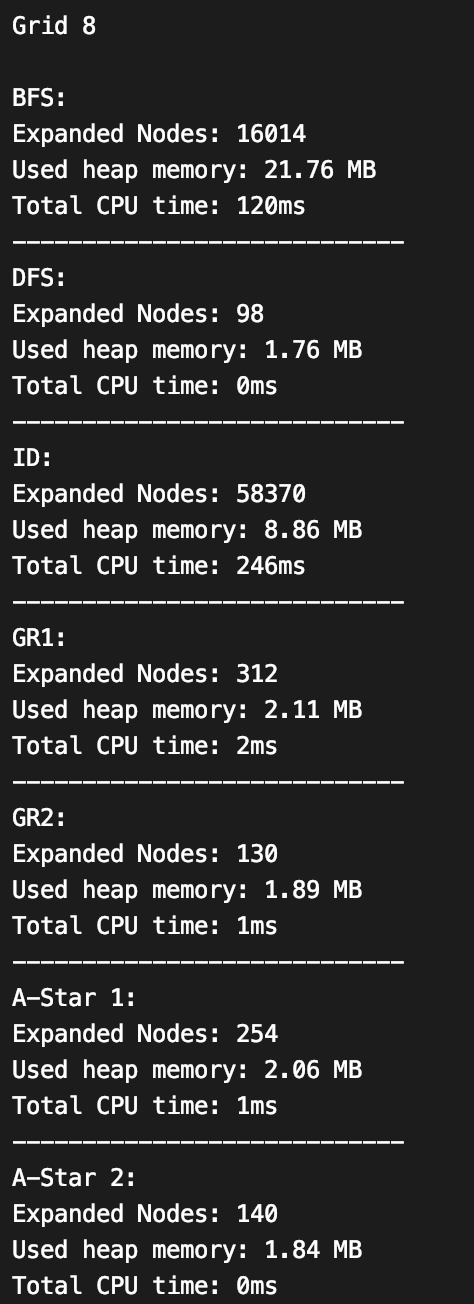 Grid 8
BFS:
Expanded Nodes: 16014
Used heap memory: 21.76 MB
Total CPU time: 120ms
----------------------------
DFS:
Expanded Nodes: 98
Used heap memory: 1.76 MB
Total CPU time: 0ms
----------------------------
ID:
Expanded Nodes: 58370
Used heap memory: 8.86 MB
Total CPU time: 246ms
----------------------------
GR1:
Expanded Nodes: 312
Used heap memory: 2.11 MB
Total CPU time: 2ms
----------------------------
GR2:
Expanded Nodes: 130
Used heap memory: 1.89 MB
Total CPU time: 1ms
----------------------------
A-Star 1:
Expanded Nodes: 254
Used heap memory: 2.06 MB
Total CPU time: 1ms
----------------------------
A-Star 2:
Expanded Nodes: 140
Used heap memory: 1.84 MB
Total CPU time: 0ms